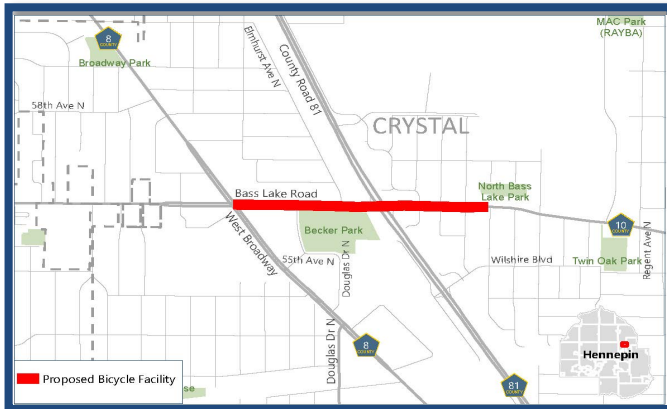 MAC Park
(RAYBA)
8
COUNTY
Broadway Park
Elmhurst Ave N
County Road 81
58th Ave N
CRYSTAL
Bass Lake Road
North Bass
Lake Park
West Broadway
Becker Park
10
COUNTY
Regent Ave N
55th Ave N
Douglas Dr N
Wilshire Blvd
Twin Oak Park
8
COUNTY
Douglas Dr N
Hennepin
81
COUNTY
Proposed Bicycle Facility
se